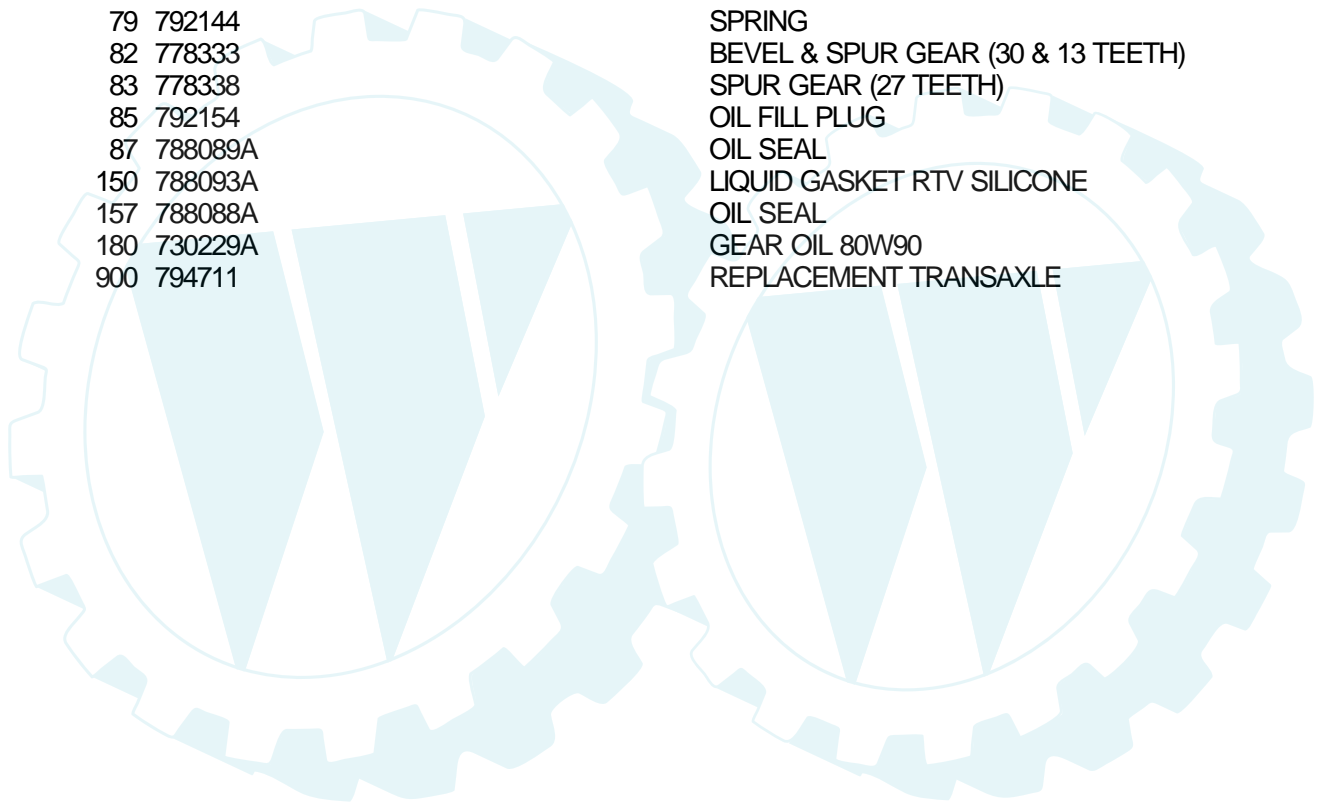 79 792144 SPRING
82 778333 BEVEL & SPUR GEAR (30 & 13 TEETH)
83 778338 SPUR GEAR (27 TEETH)
85 792154 OIL FILL PLUG
87 788089A OIL SEAL
150 788093A LIQUID GASKET RTV SILICONE
157 788088A OIL SEAL
180 730229A GEAR OIL 80W90
900 794711 REPLACEMENT TRANSAXLE